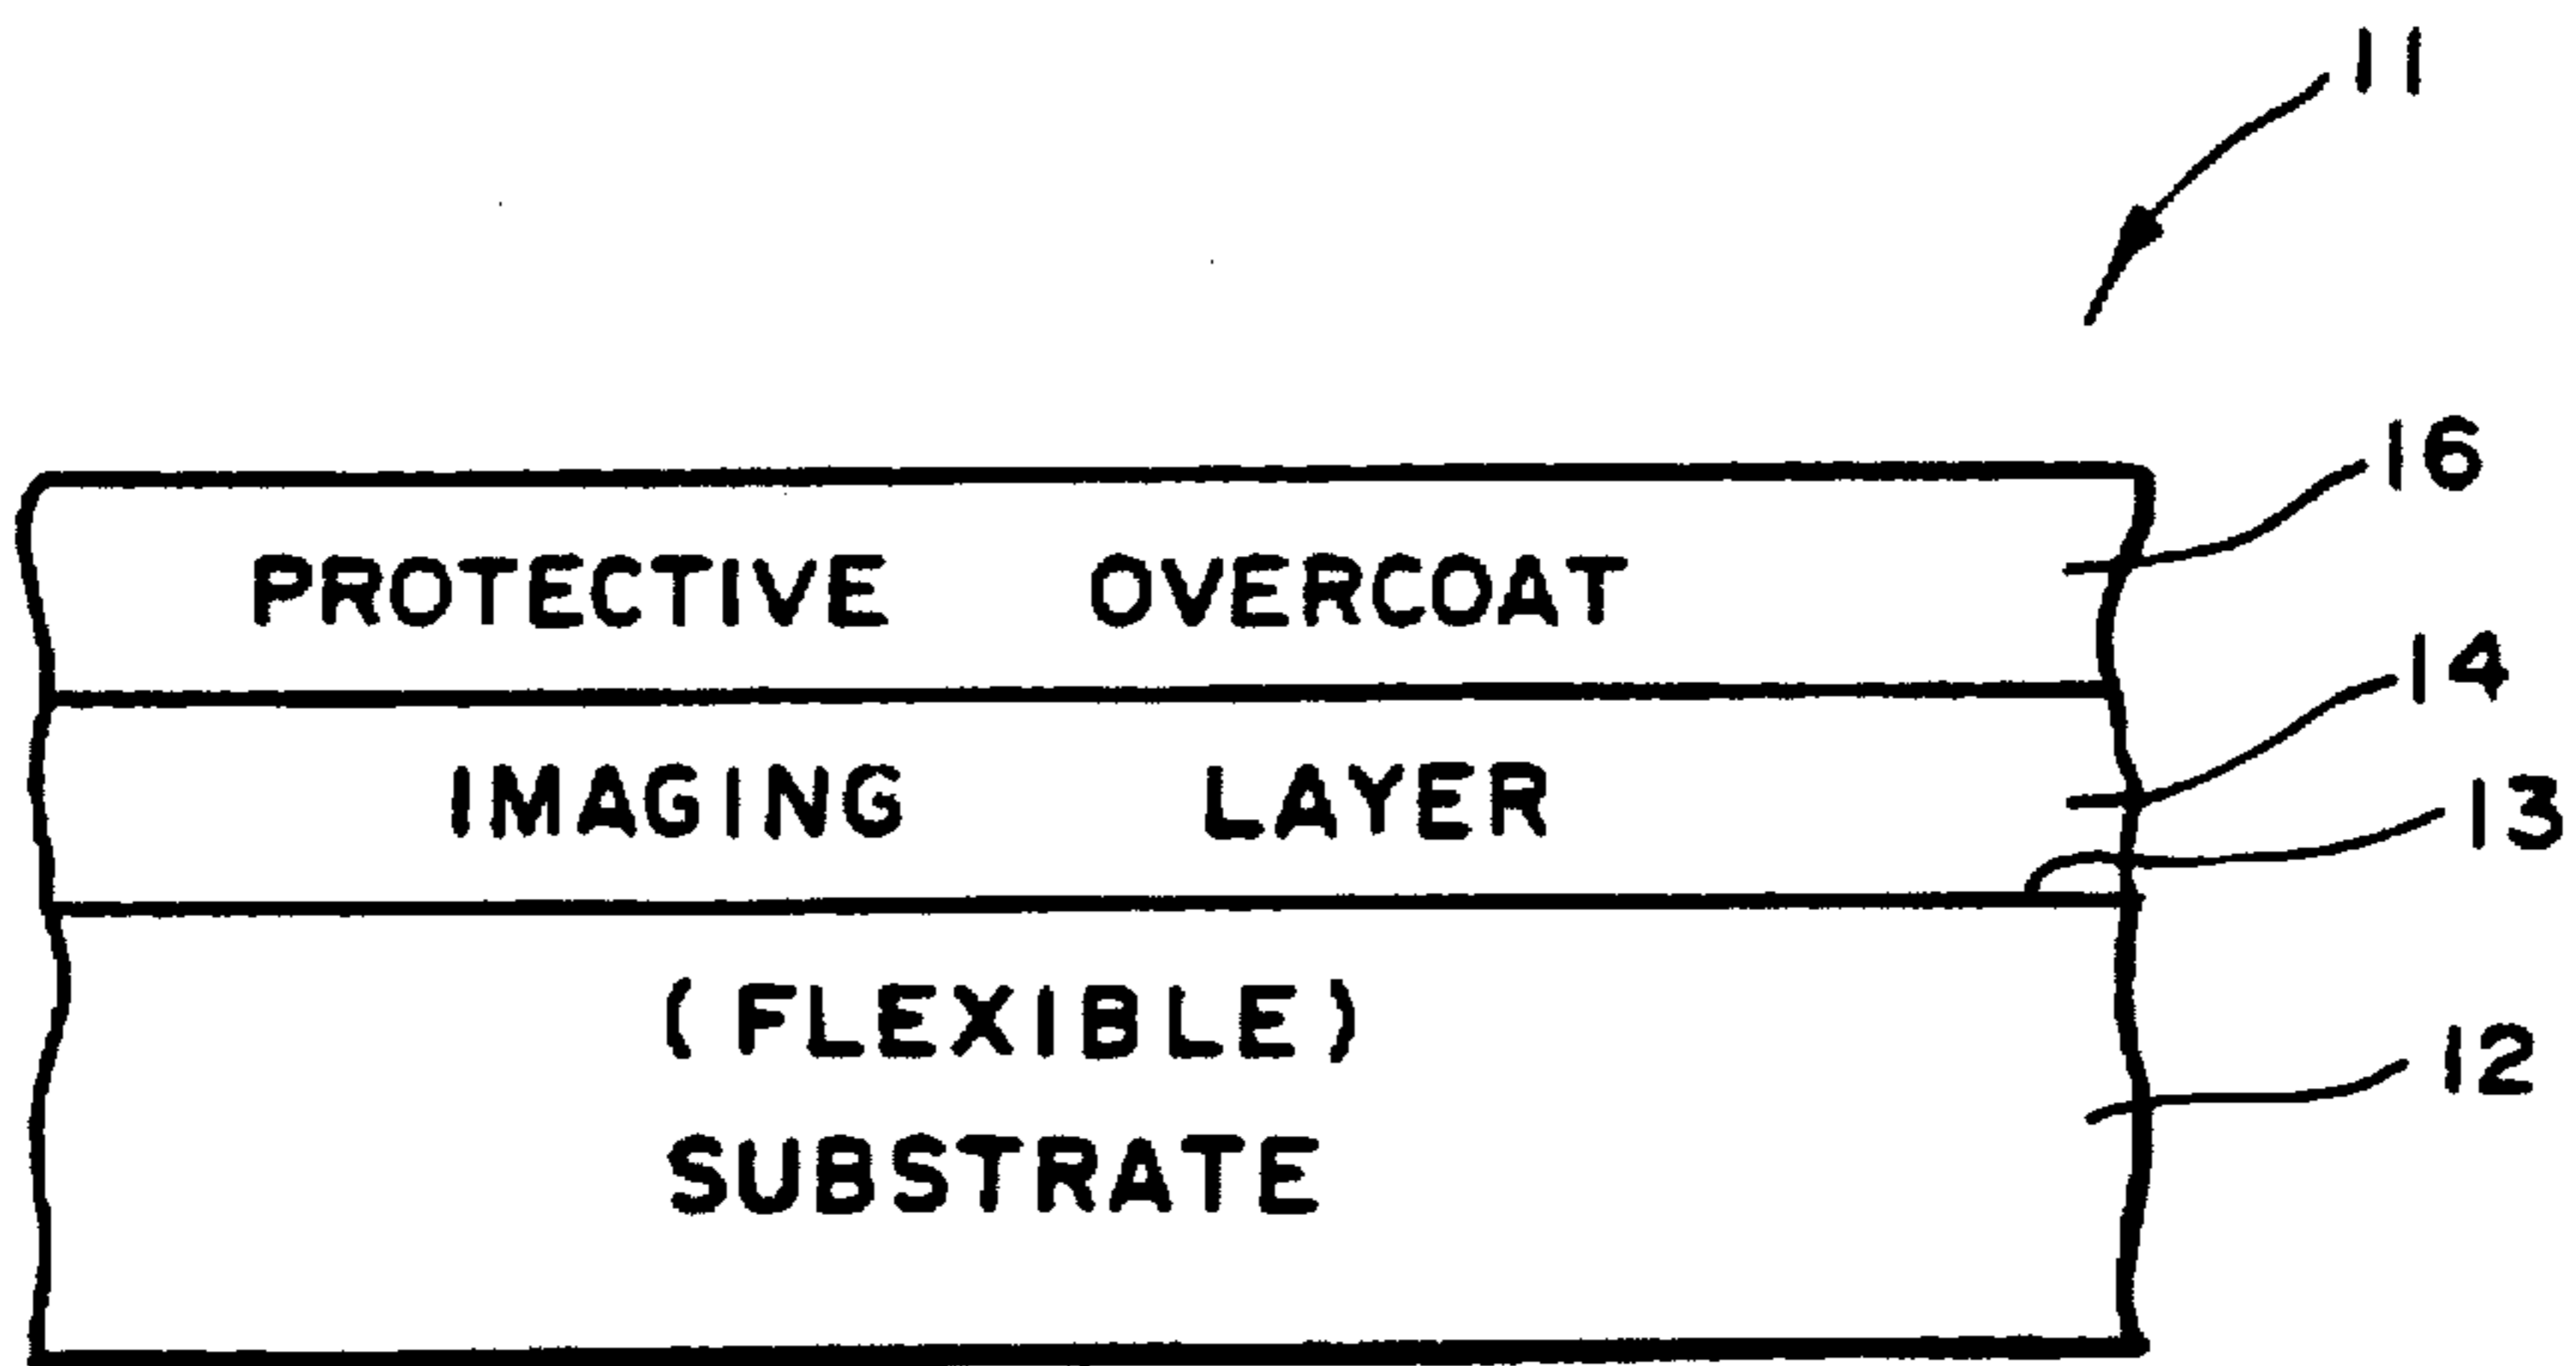 11
16
PROTECTIVE OVERCOAT
14
IMAGING LAYER
13
(FLEXIBLE)
12
SUBSTRATE